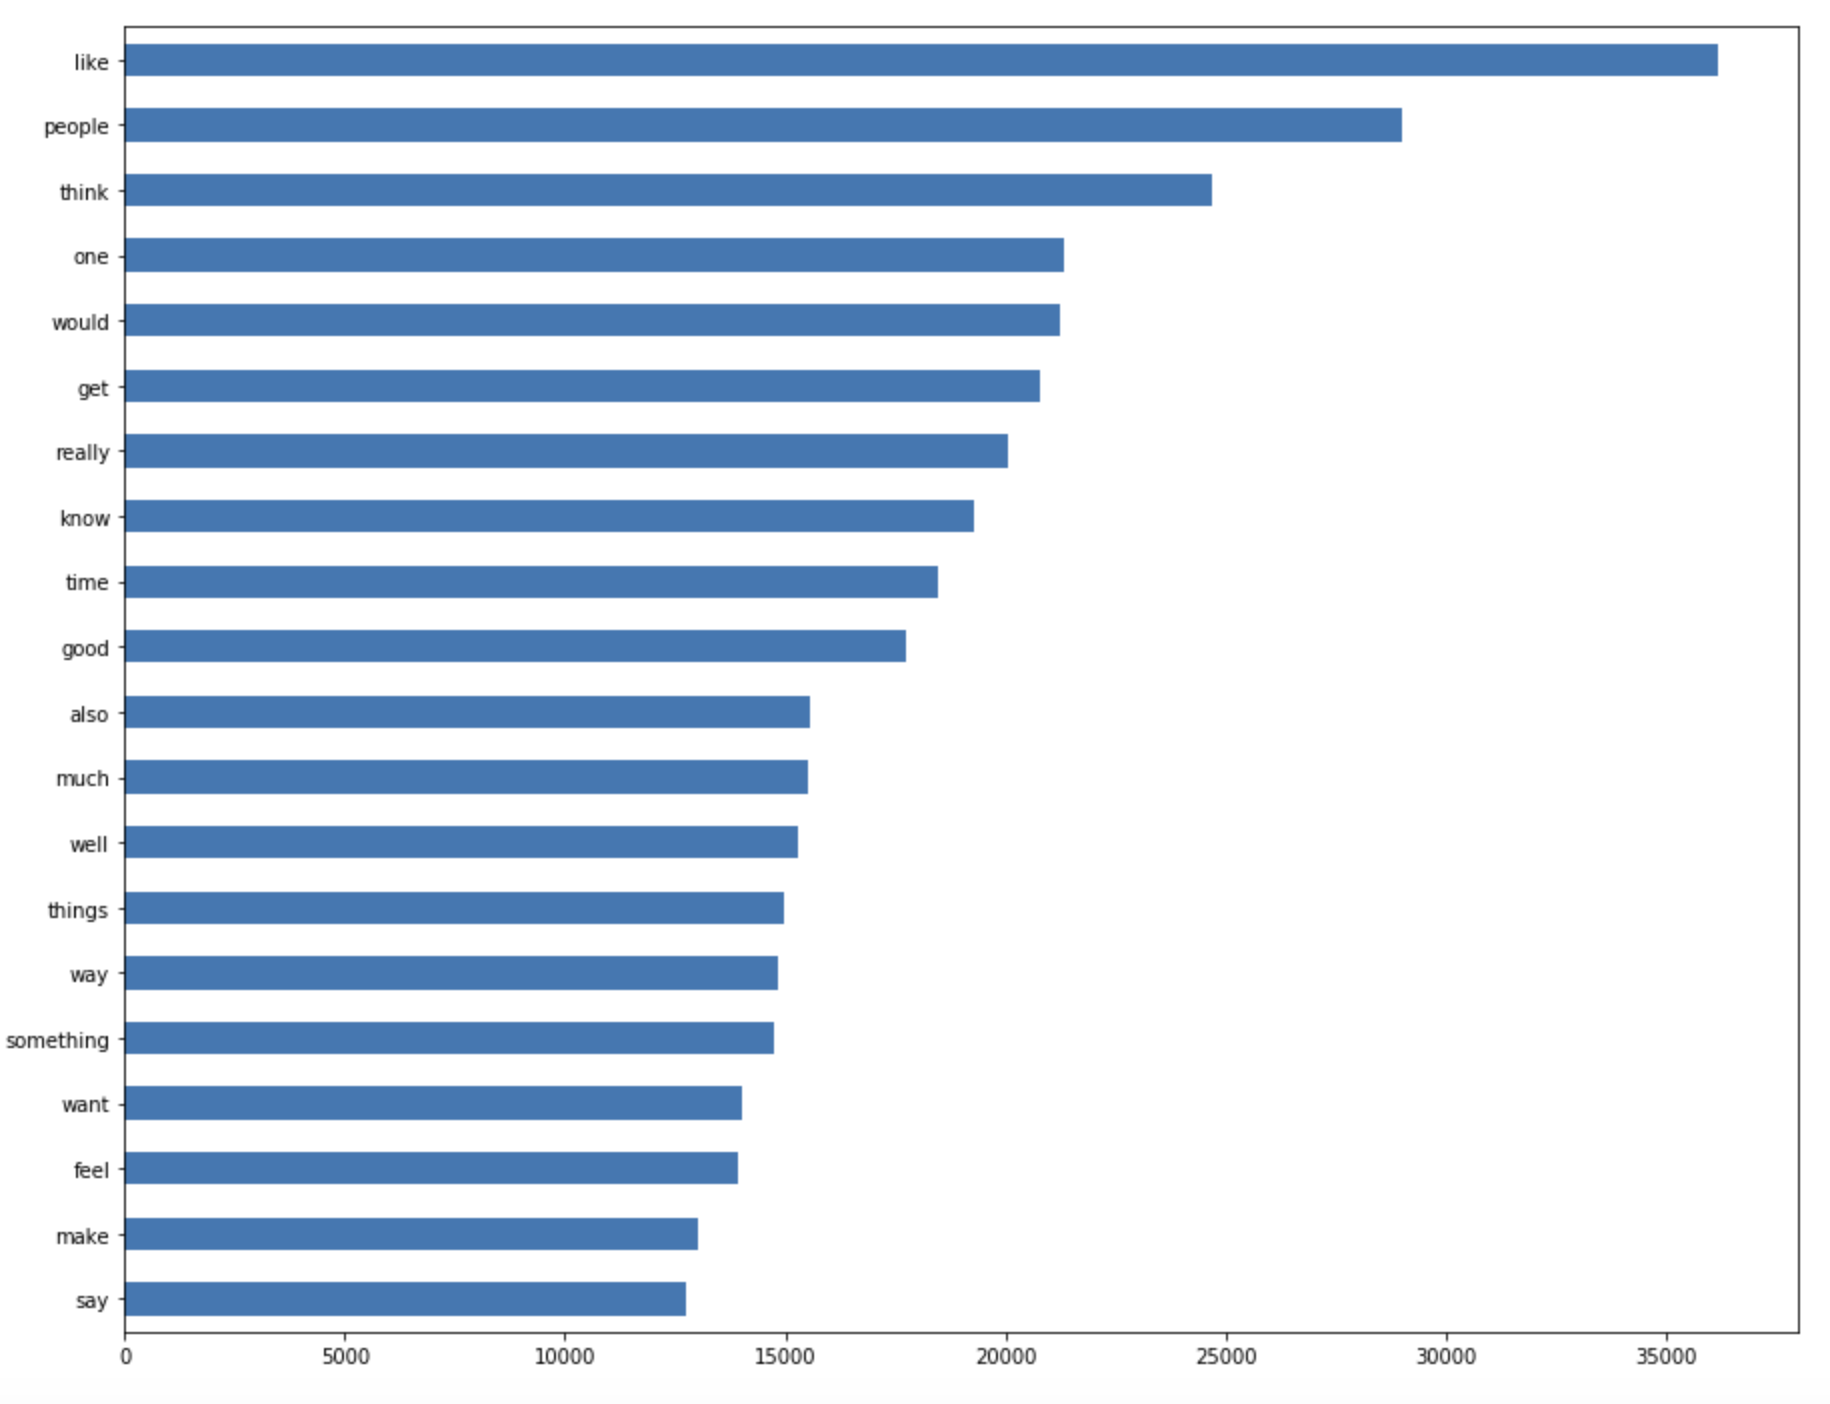 like
people
think
one
would
get
really
know
time
good
also
much
well
things
way
something
want
feel
make
say
0 5000 10000 15000 20000 25000 30000 35000